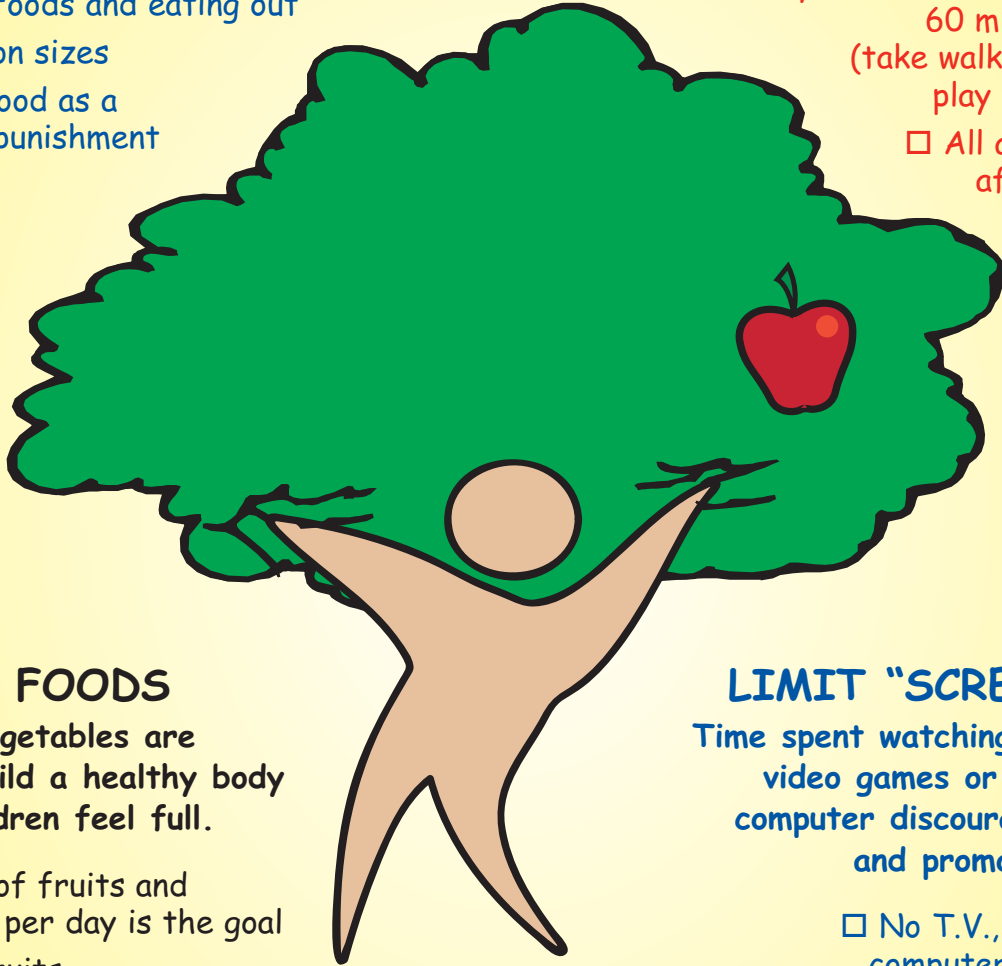 foods and eating out
on sizes
ood as a
punishment
60 m
(take walk
play
☐ All
af
FOODS
getables are
ild a healthy body
dren feel full.
of fruits and
per day is the goal
LIMIT “SCRE
Time spent watching
video games or
computer discour
and promo
☐ No T.V.,
computer